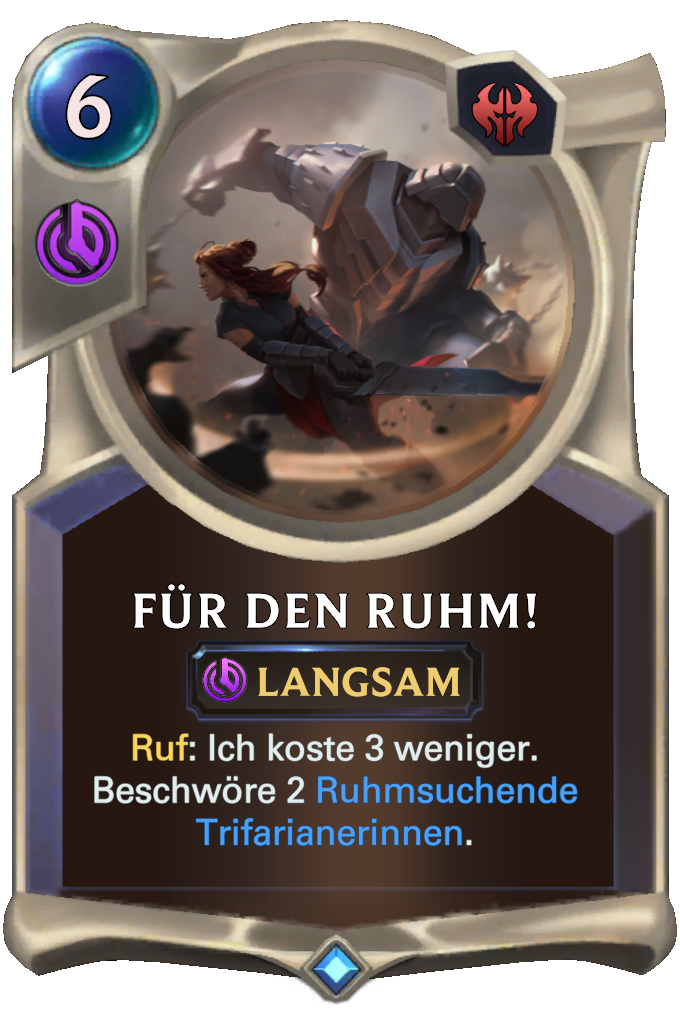 6
FÜR DEN RUHM!
LANGSAM
Ruf: Ich koste 3 weniger.
Beschwöre 2 Ruhmsuchende
Trifarianerinnen.